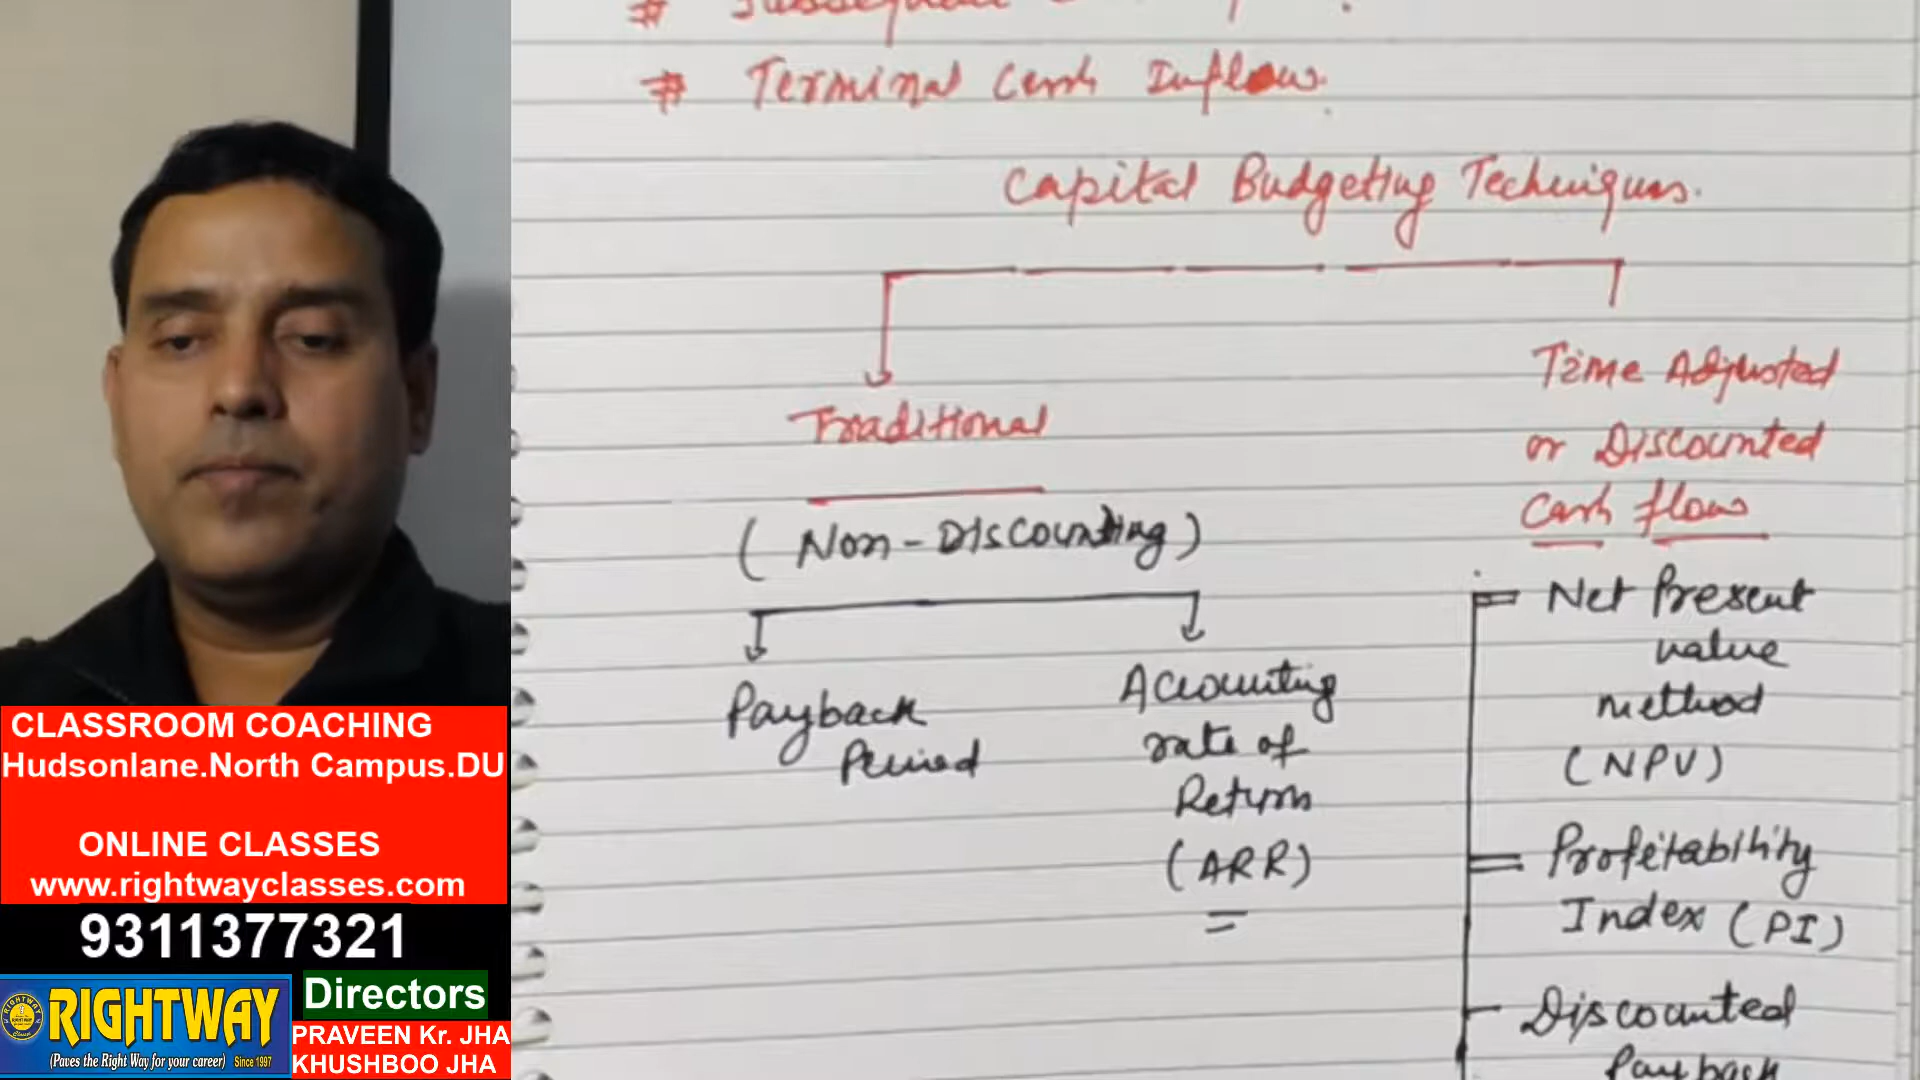 # Terminal Cash Inflow.
Capital Budgeting Techniques.
Traditional
(Non-Discounting)
Payback
Period
Accounting
rate of
Return
(ARR)
Time Adjusted
or Discounted
Cash flow
Net Present
value
method
(NPV)
Profitability
Index (PI)
Discounted
Payback
CLASSROOM COACHING
Hudsonlane.North Campus.DU
ONLINE CLASSES
www.rightwayclasses.com
9311377321
RIGHTWAY
(Paves the Right Way for your career) Since 1997
Directors
PRAVEEN Kr. JHA
KHUSHBOO JHA